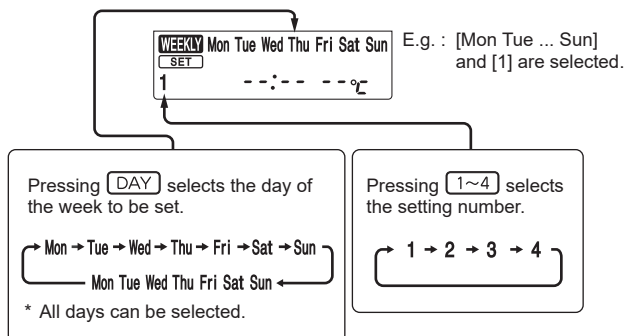 WEEKLY Mon Tue Wed Thu Fri Sat Sun
SET
1 --:-- --°C
E.g. : [Mon Tue ... Sun]
and [1] are selected.
Pressing DAY selects the day of
the week to be set.
Mon → Tue → Wed → Thu → Fri → Sat → Sun
Mon Tue Wed Thu Fri Sat Sun ←
* All days can be selected.
Pressing 1~4 selects
the setting number.
1 → 2 → 3 → 4